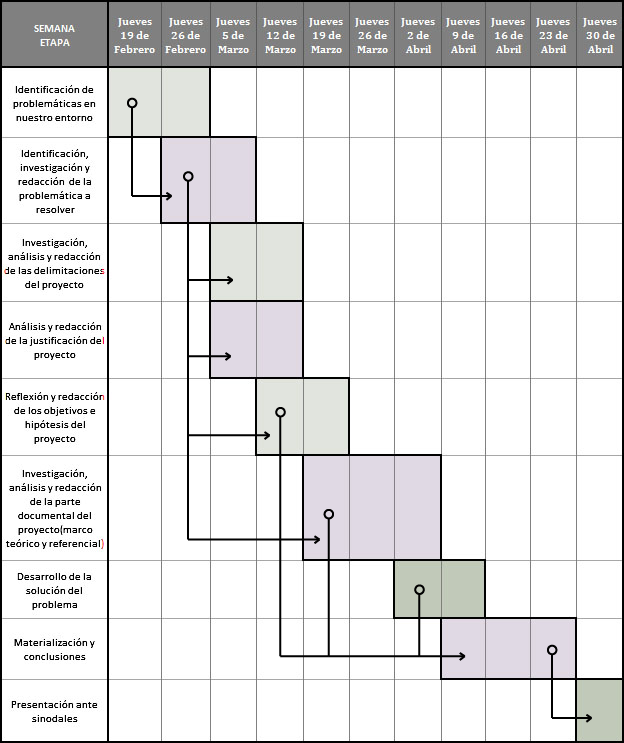 SEMANA
ETAPA
Jueves
19 de
Febrero
Jueves
26 de
Febrero
Jueves
5 de
Marzo
Jueves
12 de
Marzo
Jueves
19 de
Marzo
Jueves
26 de
Marzo
Jueves
2 de
Abril
Jueves
9 de
Abril
Jueves
16 de
Abril
Jueves
23 de
Abril
Jueves
30 de
Abril
Identificación de
problemáticas en
nuestro entorno
Identificación,
investigación y
redacción de la
problemática a
resolver
Investigación,
análisis y redacción
de las delimitaciones
del proyecto
Análisis y redacción
de la justificación del
proyecto
Reflexión y redacción
de los objetivos e
hipótesis del
proyecto
Investigación,
análisis y redacción
de la parte
documental del
proyecto(marco
teórico y referencial)
Desarrollo de la
solución del
problema
Materialización y
conclusiones
Presentación ante
sinodales